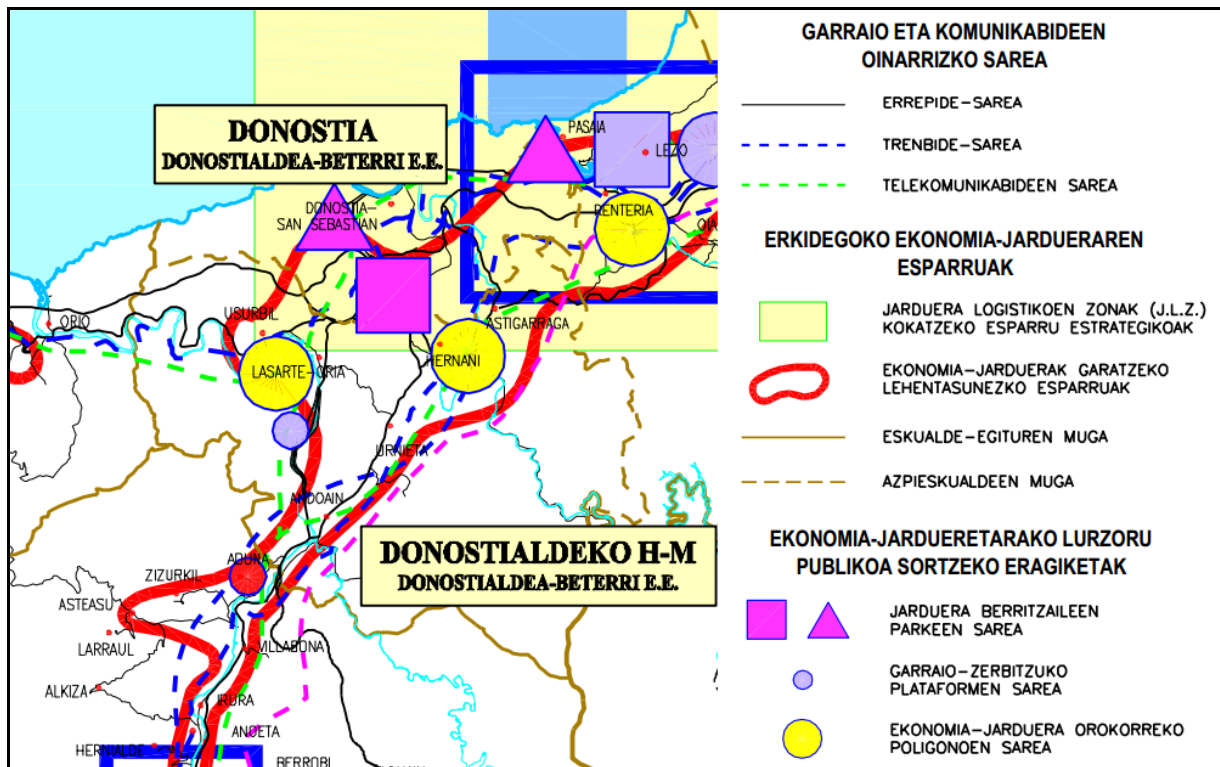 DONOSTIA
DONOSTIALDEA-BETERRI E.E.
PASAIA
LEZO
DONOSTIA-
SAN SEBASTIAN
RENTERIA
OIA
USURBIL
ORIO
ASTIGARRAGA
HERNANI
LASARTE-ORIA
URNIETA
ANDOAIN
DONOSTIALDEKO H-M
DONOSTIALDEA-BETERRI E.E.
ADUNA
ZIZURKIL
ASTEASU
LARRAUL
VILLABONA
ALKIZA
IRURA
ANOETA
HERNIALDE
BERROBI
GARRAIO ETA KOMUNIKABIDEEN
OINARRIZKO SAREA
ERREPIDE-SAREA
TRENBIDE-SAREA
TELEKOMUNIKABIDEEN SAREA
ERKIDEGOKO EKONOMIA-JARDUERAREN
ESPARRUAK
JARDUERA LOGISTIKOEN ZONAK (J.L.Z.)
KOKATZEKO ESPARRU ESTRATEGIKOAK
EKONOMIA-JARDUERAK GARATZEKO
LEHENTASUNEZKO ESPARRUAK
ESKUALDE-EGITUREN MUGA
AZPIESKUALDEEN MUGA
EKONOMIA-JARDUERETARAKO LURZORU
PUBLIKOA SORTZEKO ERAGIKETAK
JARDUERA BERRITZAILEEN
PARKEEN SAREA
GARRAIO-ZERBITZUKO
PLATAFORMEN SAREA
EKONOMIA-JARDUERA OROKORREKO
POLIGONOEN SAREA